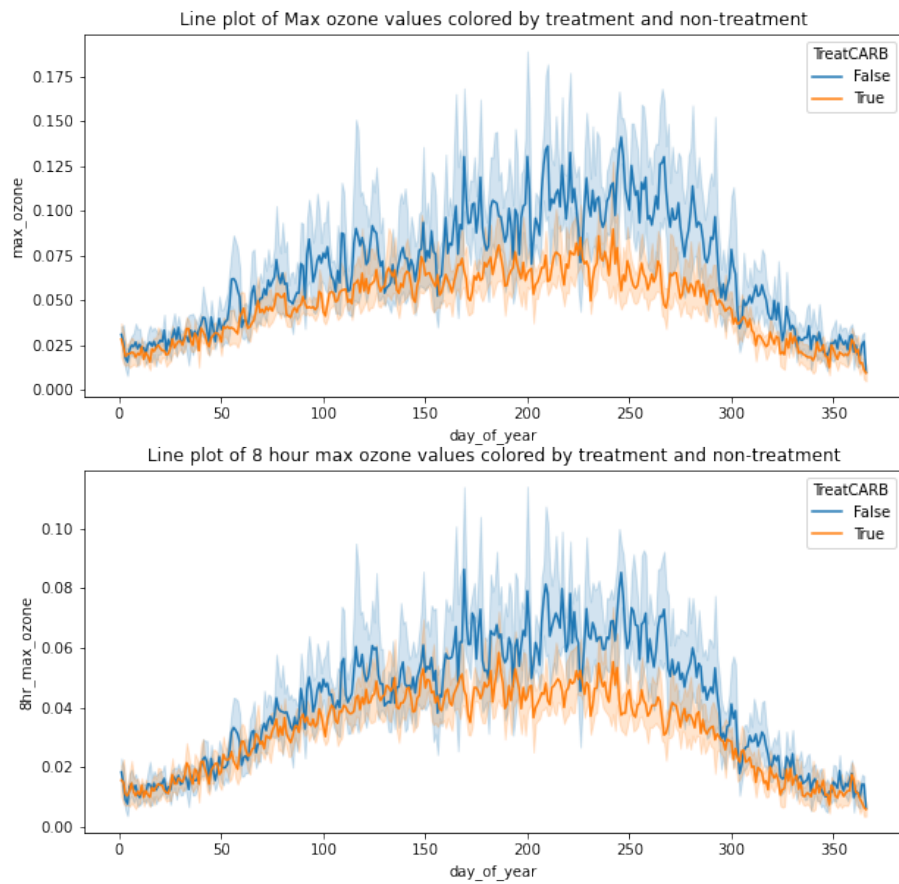 Line plot of Max ozone values colored by treatment and non-treatment
TreatCARB
False
True
0.175
0.150
0.125
0.100
0.075
0.050
0.025
0.000
max_ozone
0 50 100 150 200 250 300 350
day_of_year
Line plot of 8 hour max ozone values colored by treatment and non-treatment
TreatCARB
False
True
0.10
0.08
0.06
0.04
0.02
0.00
8hr_max_ozone
0 50 100 150 200 250 300 350
day_of_year